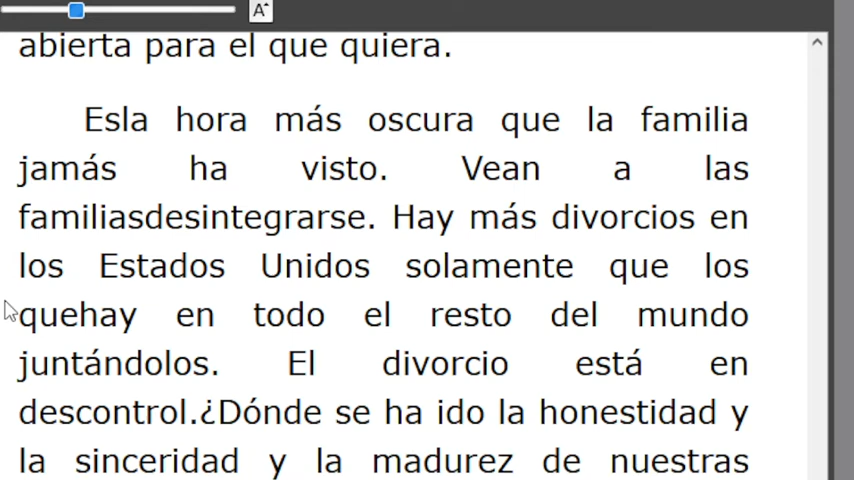 A
abierta para el que quiera.
Esla hora más oscura que la familia
jamás ha visto. Vean a las
familiasdesintegrarse. Hay más divorcios en
los Estados Unidos solamente que los
quehay en todo el resto del mundo
juntándolos. El divorcio está en
descontrol.¿Dónde se ha ido la honestidad y
la sinceridad y la madurez de nuestras